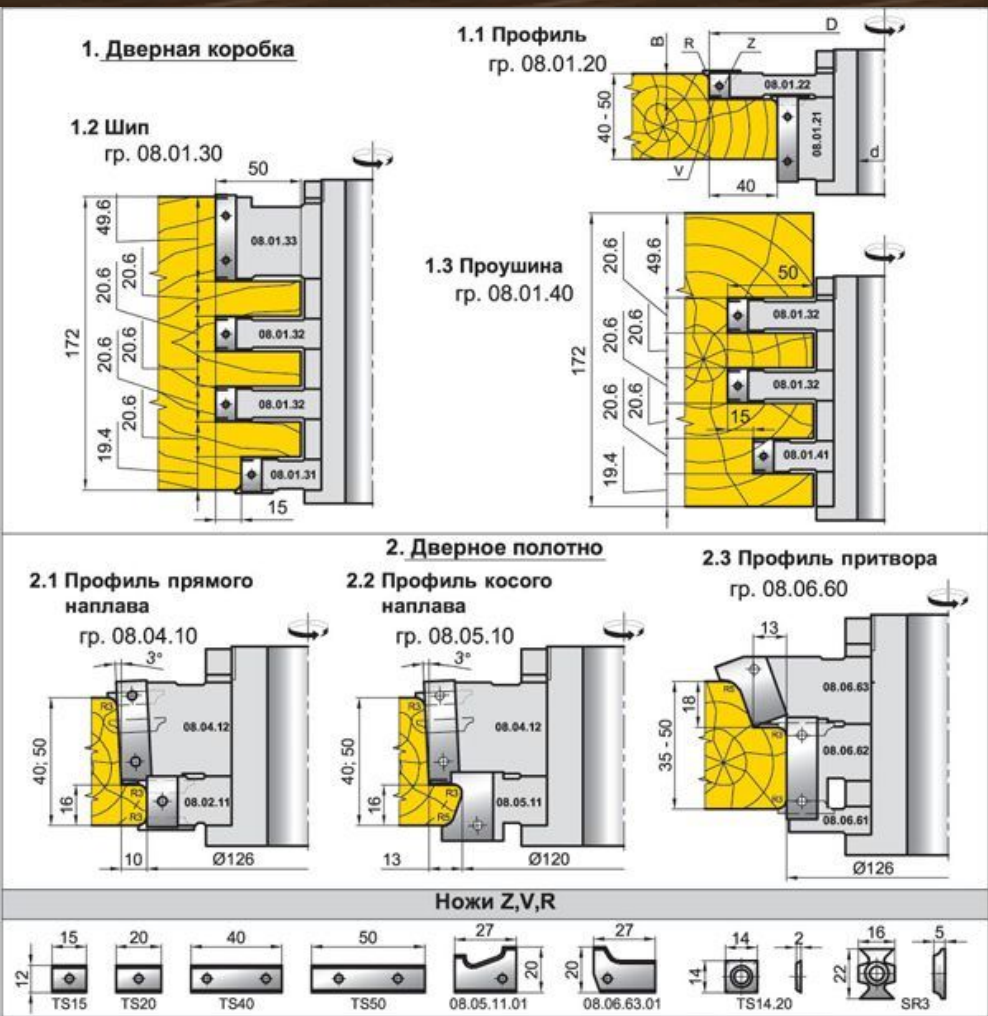 1. Дверная коробка
1.1 Профиль
гр. 08.01.20
B
R
Z
D
40 - 50
08.01.22
08.01.21
V
d
40
1.2 Шип
гр. 08.01.30
50
172
49.6
20.6
20.6
20.6
20.6
20.6
19.4
08.01.33
08.01.32
08.01.32
08.01.31
15
1.3 Проушина
гр. 08.01.40
50
172
49.6
20.6
20.6
20.6
20.6
20.6
19.4
08.01.32
08.01.32
15
08.01.41
2. Дверное полотно
2.1 Профиль прямого
наплава
гр. 08.04.10
3°
R3
40; 50
16
08.04.12
R3
R3
08.02.11
10
Ø126
2.2 Профиль косого
наплава
гр. 08.05.10
3°
R3
40; 50
16
08.04.12
R3
R5
08.05.11
13
Ø120
2.3 Профиль притвора
гр. 08.06.60
13
R5
18
35 - 50
R3
R3
08.06.63
08.06.62
08.06.61
Ø126
Ножи Z,V,R
15
12
TS15
20
TS20
40
TS40
50
TS50
27
20
08.05.11.01
27
20
08.06.63.01
14
14
2
TS14.20
16
22
5
SR3